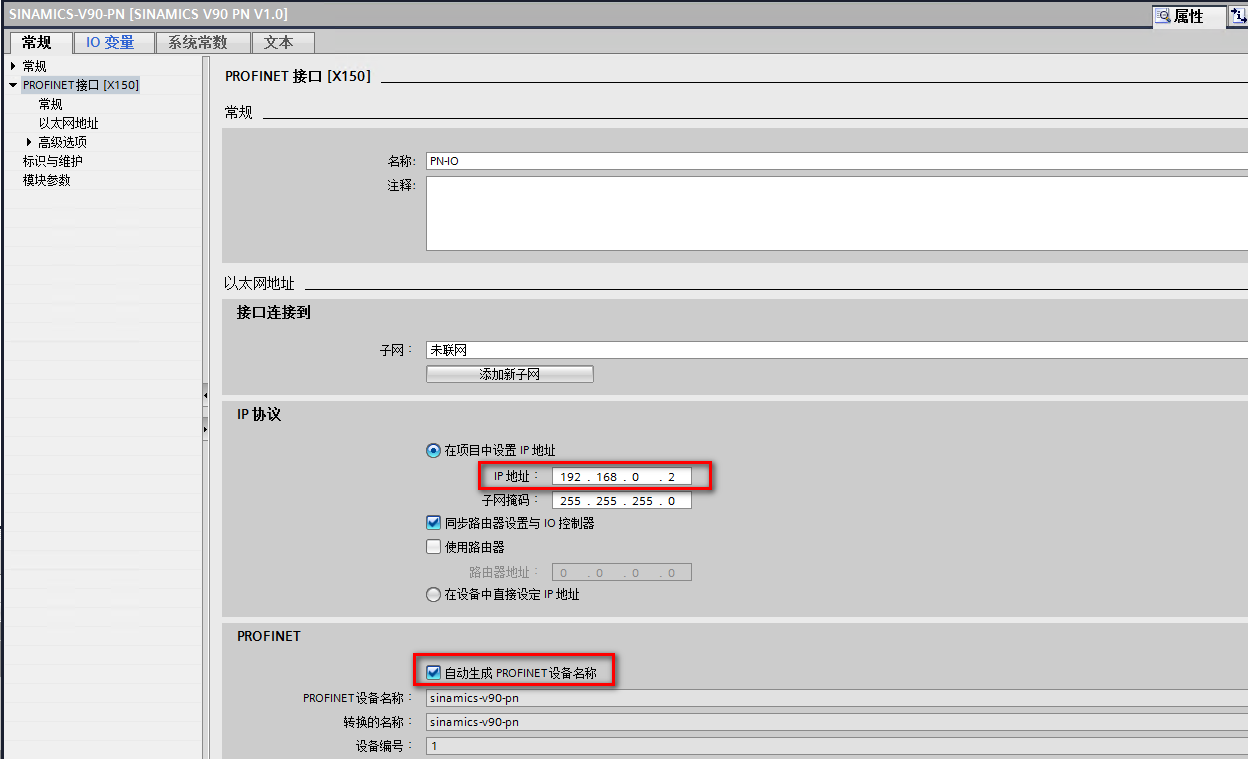 SINAMICS-V90-PN [SINAMICS V90 PN V1.0]
属性
常规 IO 变量 系统常数 文本
常规
PROFINET接口 [X150]
常规
以太网地址
高级选项
标识与维护
模块参数
PROFINET 接口 [X150]
常规
名称: PN-IO
注释:
以太网地址
接口连接到
子网: 未联网
添加新子网
IP 协议
在项目中设置 IP 地址
IP 地址: 192 . 168 . 0 . 2
子网掩码: 255 . 255 . 255 . 0
同步路由器设置与 IO 控制器
使用路由器
路由器地址: 0 . 0 . 0 . 0
在设备中直接设定 IP 地址
PROFINET
自动生成 PROFINET设备名称
PROFINET设备名称: sinamics-v90-pn
转换的名称: sinamics-v90-pn
设备编号: 1